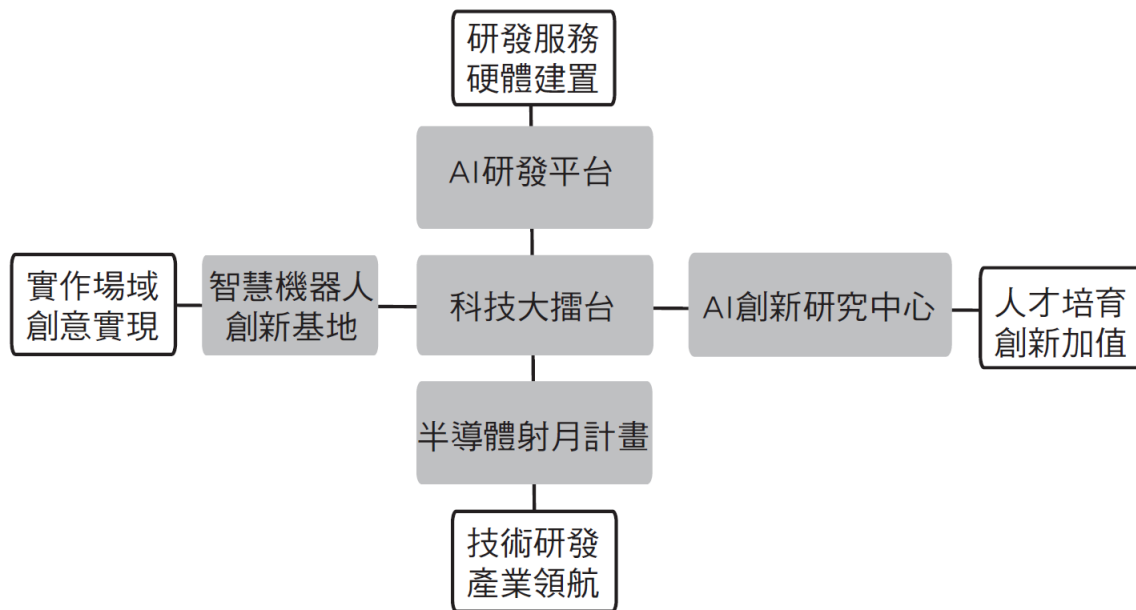 研發服務
硬體建置
AI研發平台
實作場域
創意實現
智慧機器人
創新基地
科技大擂台
AI創新研究中心
人才培育
創新加值
半導體射月計畫
技術研發
產業領航